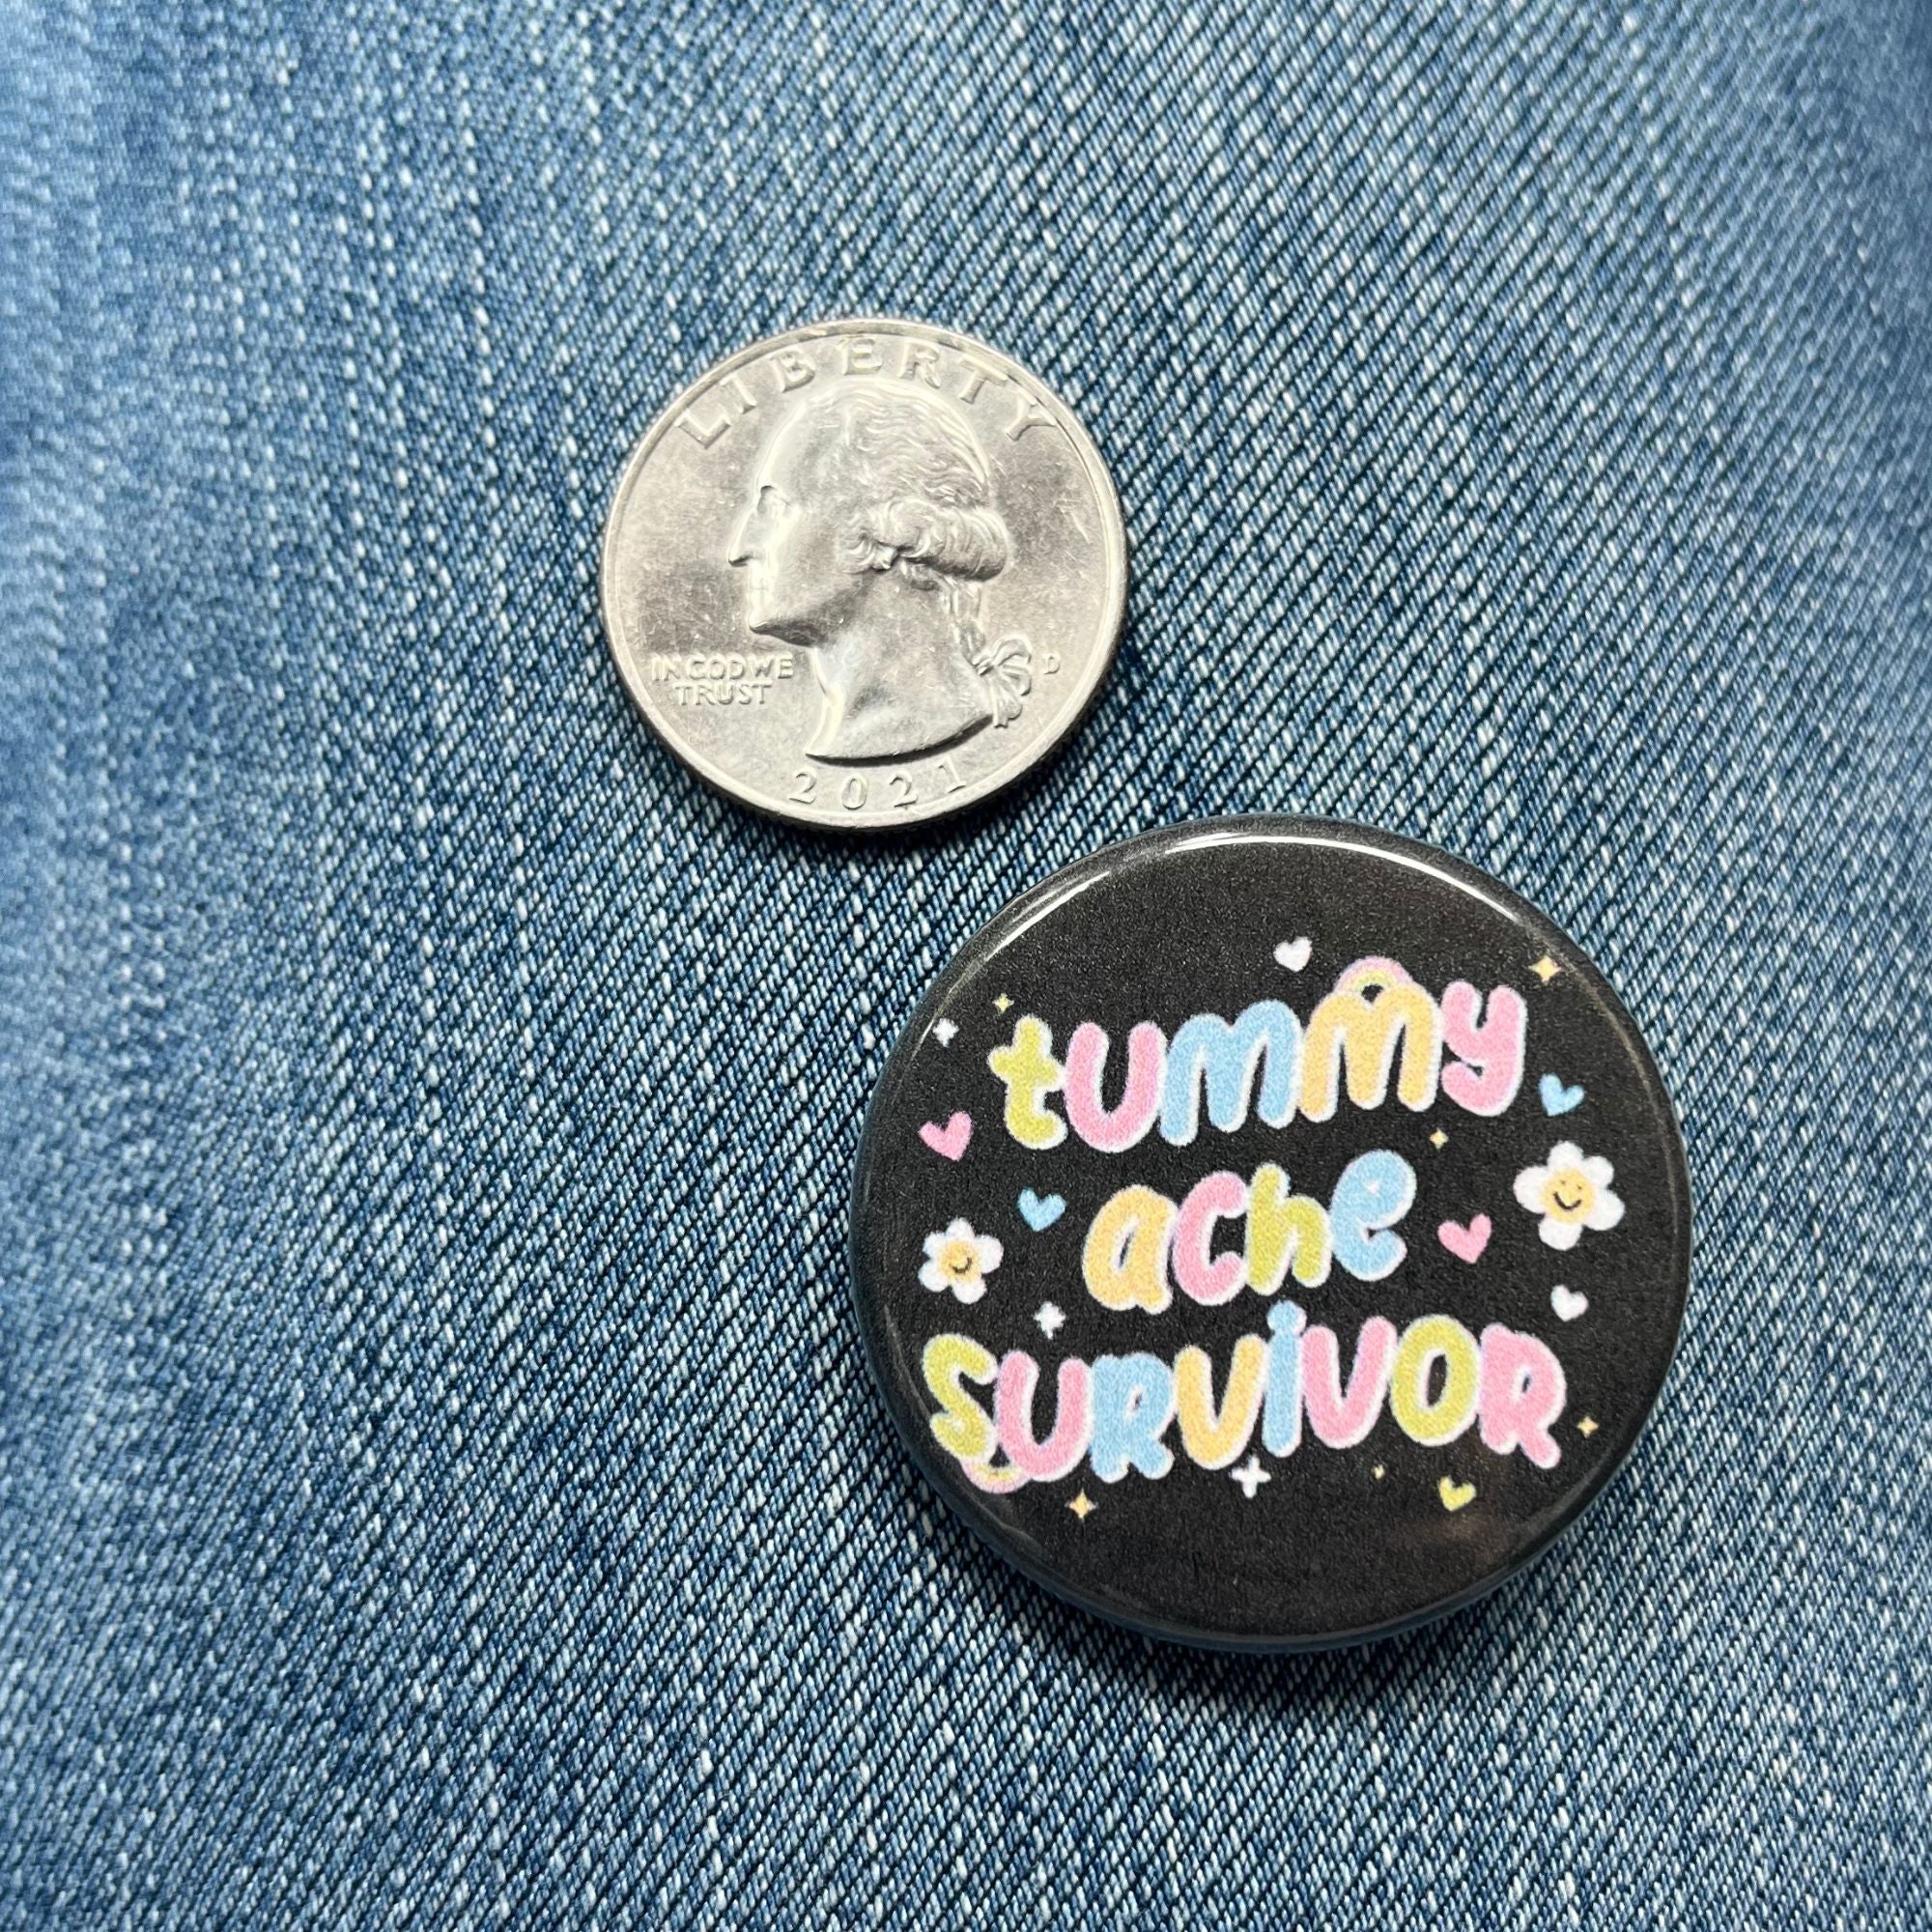 LIBERTY
IN GOD WE
TRUST
D
2021
tummy
ache
SURViVOR